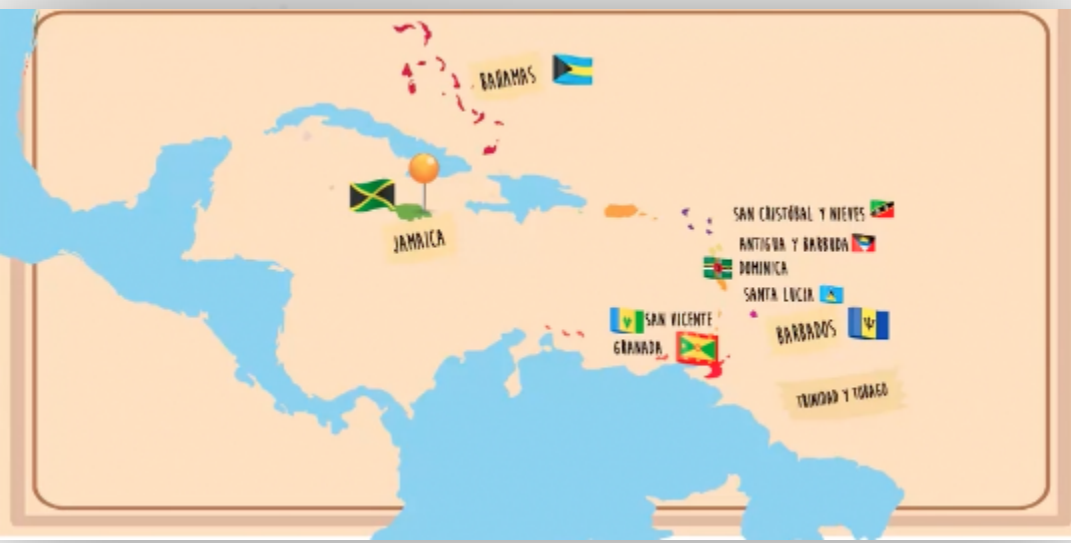 BAHAMAS
JAMAICA
SAN CRISTÓBAL Y NIEVES
ANTIGUA Y BARBUDA
DOMINICA
SANTA LUCIA
SAN VICENTE
BARBADOS
GRANADA
TRINIDAD Y TOBAGO